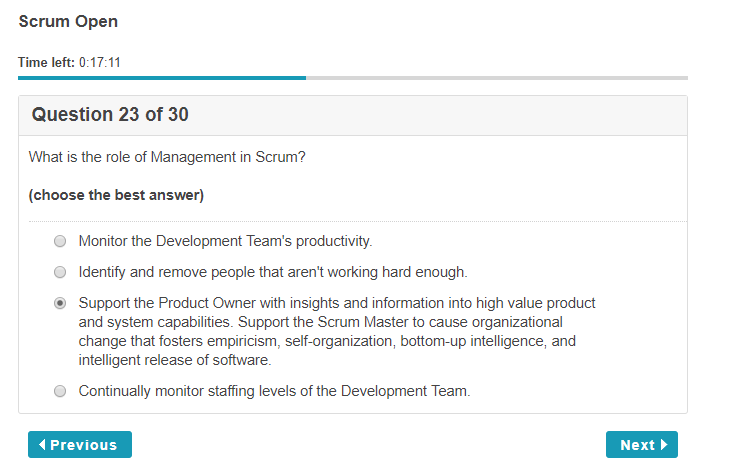 Scrum Open
Time left: 0:17:11
Question 23 of 30
What is the role of Management in Scrum?
(choose the best answer)
Monitor the Development Team's productivity.
Identify and remove people that aren't working hard enough.
Support the Product Owner with insights and information into high value product
and system capabilities. Support the Scrum Master to cause organizational
change that fosters empiricism, self-organization, bottom-up intelligence, and
intelligent release of software.
Continually monitor staffing levels of the Development Team.
Previous
Next